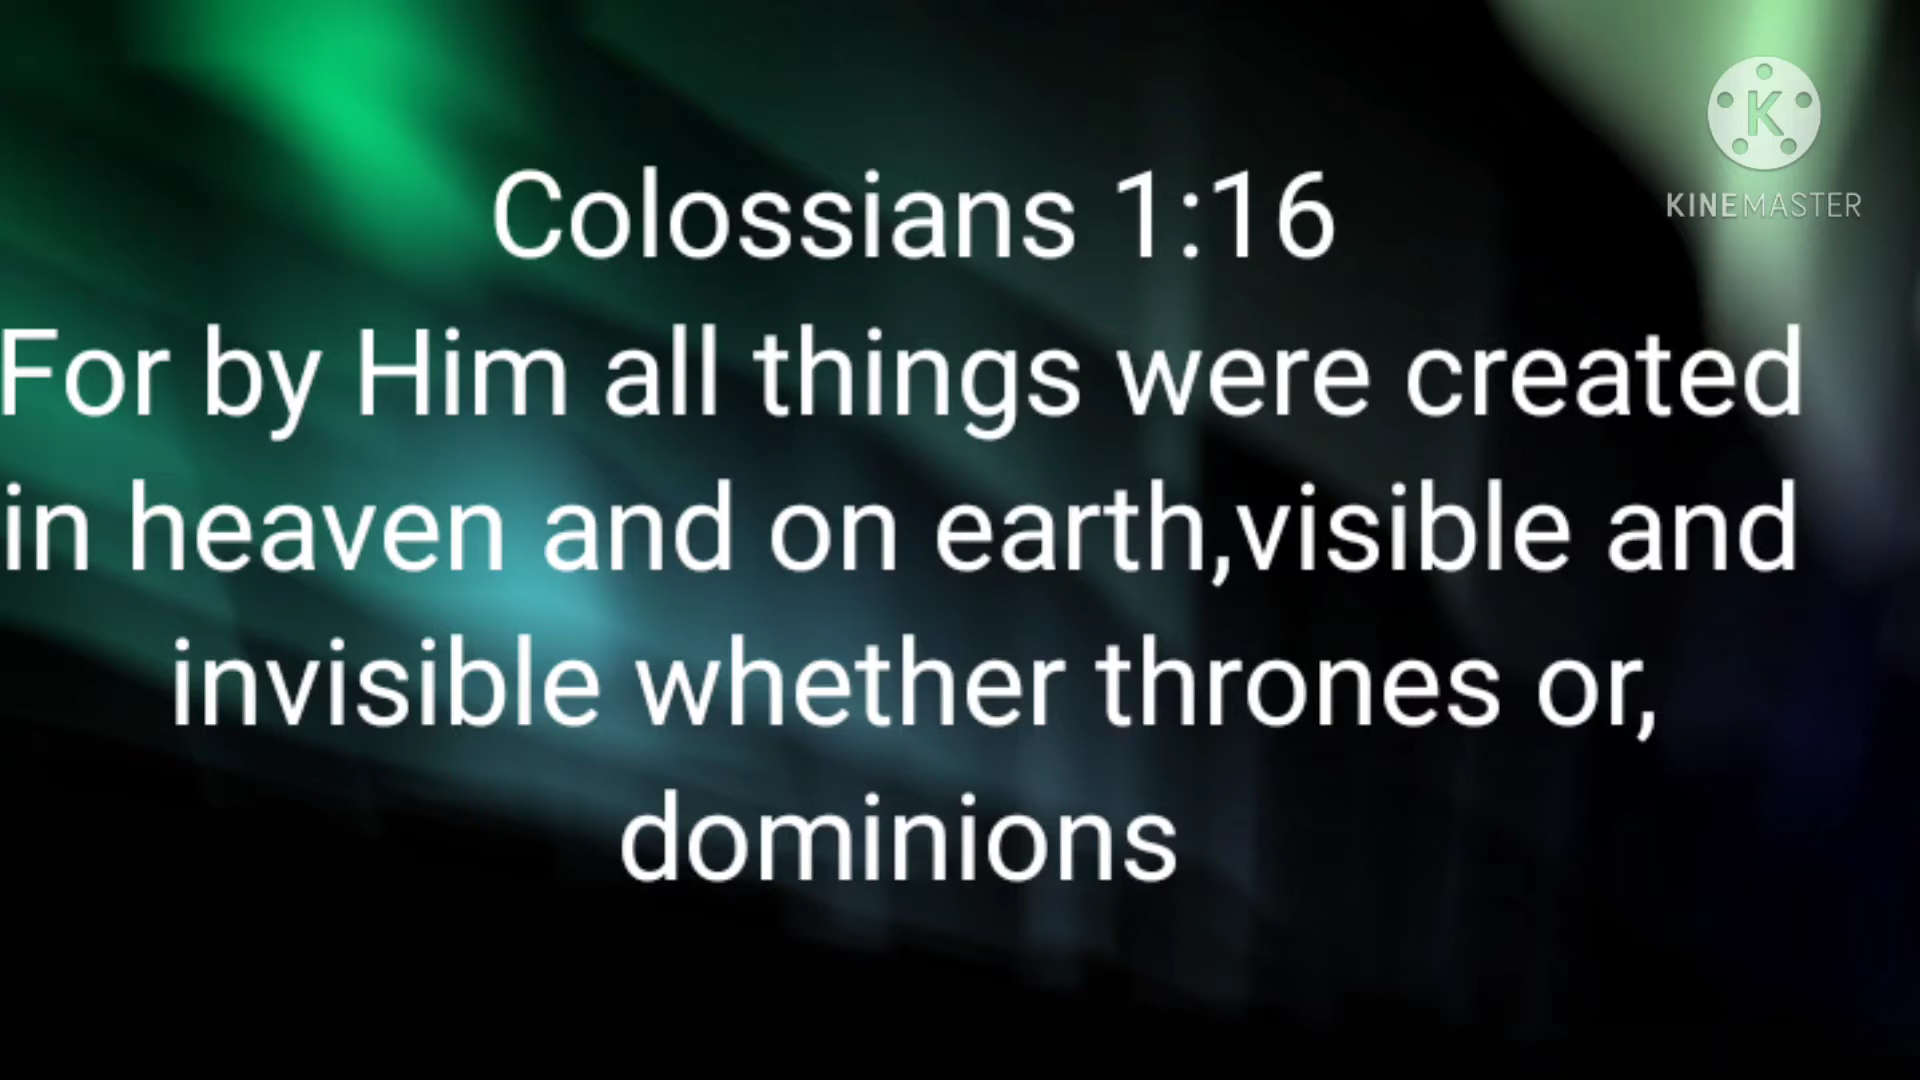 K
KINEMASTER
Colossians 1:16
For by Him all things were created
in heaven and on earth,visible and
invisible whether thrones or,
dominions